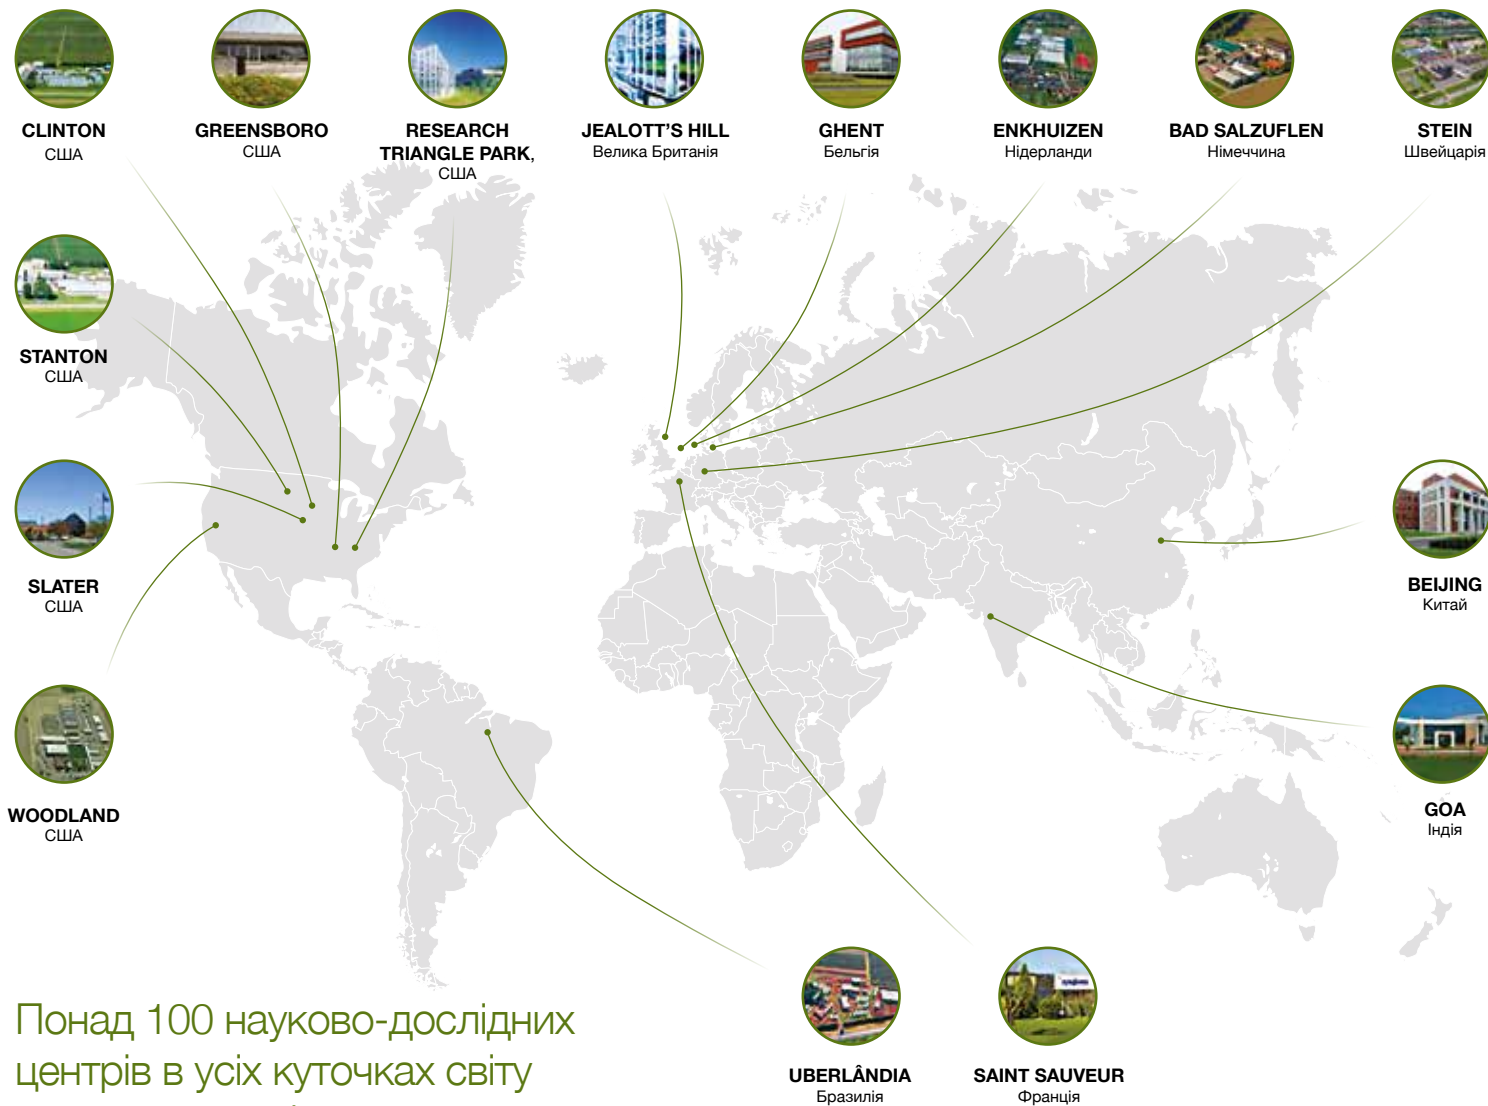 CLINTON
США
GREENSBORO
США
RESEARCH
TRIANGLE PARK,
США
JEALOTT'S HILL
Велика Британія
GHENT
Бельгія
ENKHUIZEN
Нідерланди
BAD SALZUFLEN
Німеччина
STEIN
Швейцарія
STANTON
США
SLATER
США
BEIJING
Китай
WOODLAND
США
GOA
Індія
UBERLÂNDIA
Бразилія
SAINT SAUVEUR
Франція
Понад 100 науково-дослідних
центрів в усіх куточках світу